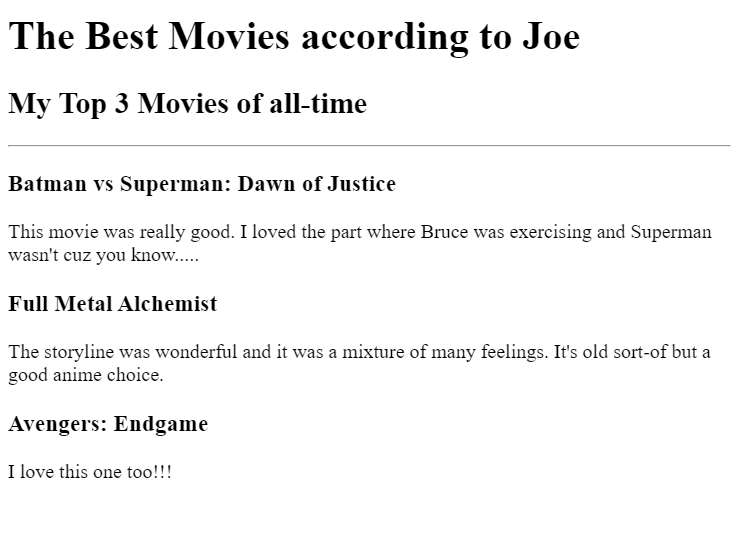 The Best Movies according to Joe
My Top 3 Movies of all-time
Batman vs Superman: Dawn of Justice
This movie was really good. I loved the part where Bruce was exercising and Superman
wasn't cuz you know.....
Full Metal Alchemist
The storyline was wonderful and it was a mixture of many feelings. It's old sort-of but a
good anime choice.
Avengers: Endgame
I love this one too!!!